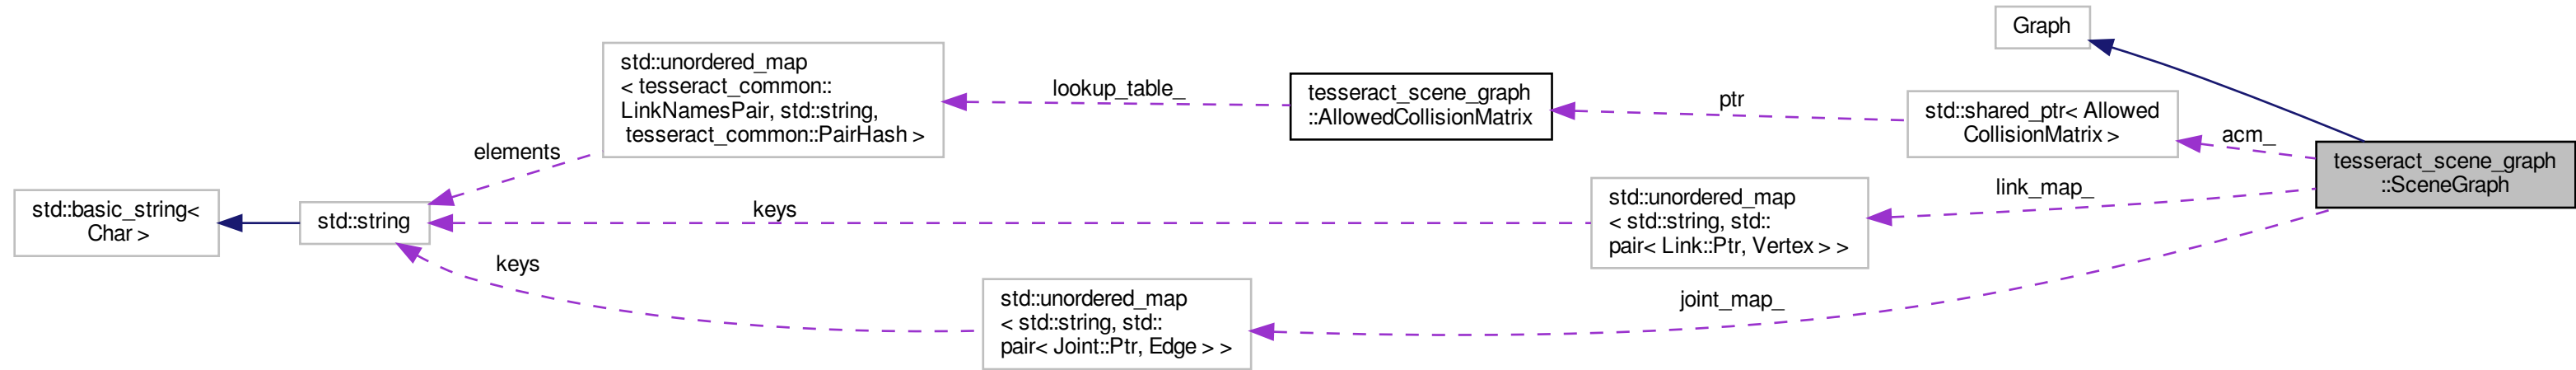 Graph
std::unordered_map
< tesseract_common::
LinkNamesPair, std::string,
tesseract_common::PairHash >
lookup_table_
tesseract_scene_graph
::AllowedCollisionMatrix
ptr
std::shared_ptr< Allowed
CollisionMatrix >
acm_
tesseract_scene_graph
::SceneGraph
elements
std::basic_string<
Char >
std::string
keys
std::unordered_map
< std::string, std::
pair< Link::Ptr, Vertex > >
link_map_
keys
std::unordered_map
< std::string, std::
pair< Joint::Ptr, Edge > >
joint_map_